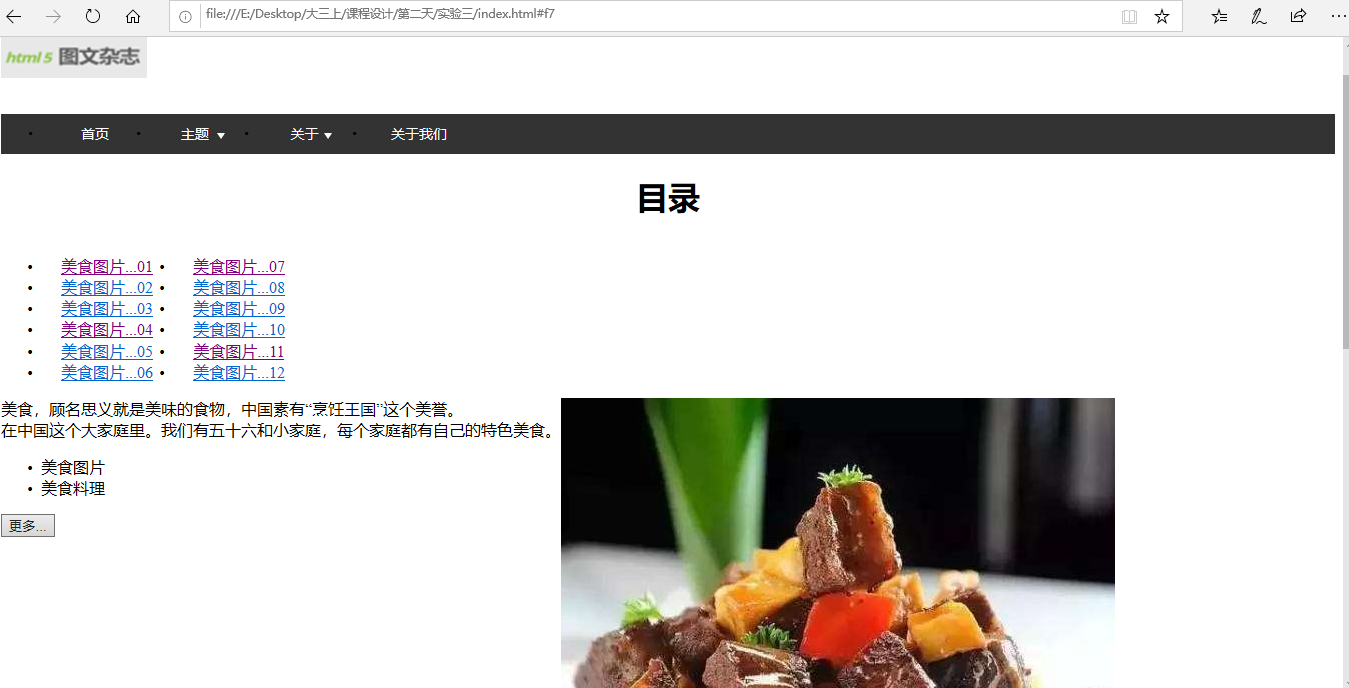 file:///E:/Desktop/大三上/课程设计/第二天/实验三/index.html#f7
html 5 图文杂志
首页 主题 关于 关于我们
目录
美食图片...01 美食图片...07
美食图片...02 美食图片...08
美食图片...03 美食图片...09
美食图片...04 美食图片...10
美食图片...05 美食图片...11
美食图片...06 美食图片...12
美食，顾名思义就是美味的食物，中国素有“烹饪王国”这个美誉。
在中国这个大家庭里。我们有五十六和小家庭，每个家庭都有自己的特色美食。
美食图片
美食料理
更多...